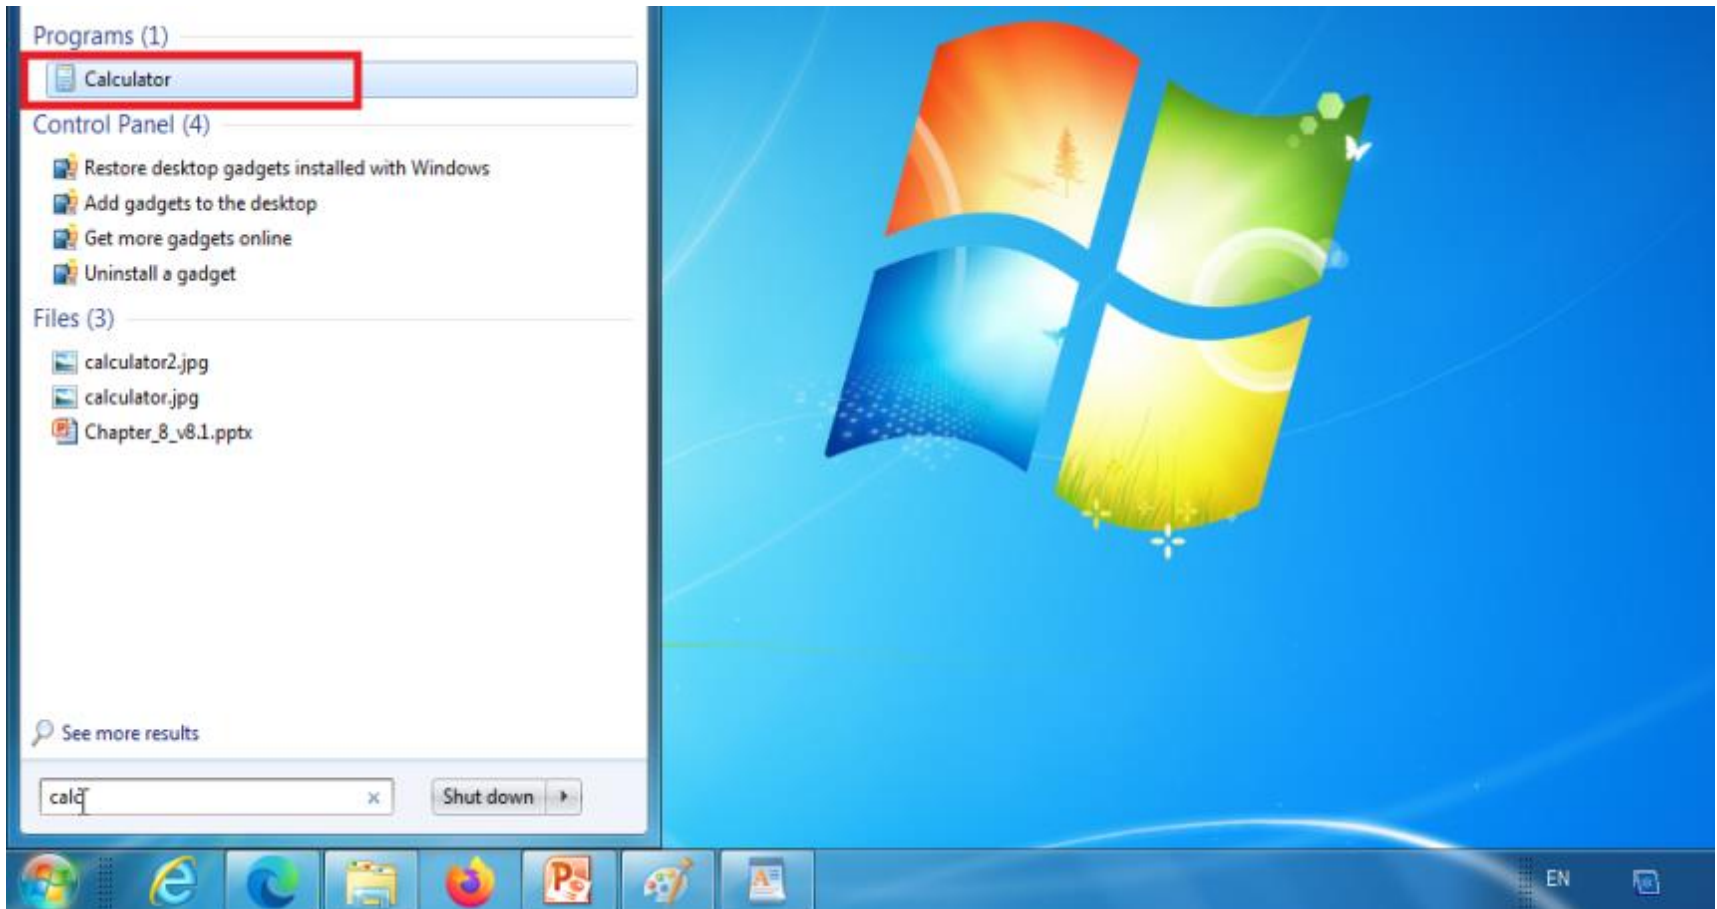 Programs (1)
Calculator
Control Panel (4)
Restore desktop gadgets installed with Windows
Add gadgets to the desktop
Get more gadgets online
Uninstall a gadget
Files (3)
calculator2.jpg
calculator.jpg
Chapter_8_v8.1.pptx
See more results
calc
Shut down
EN